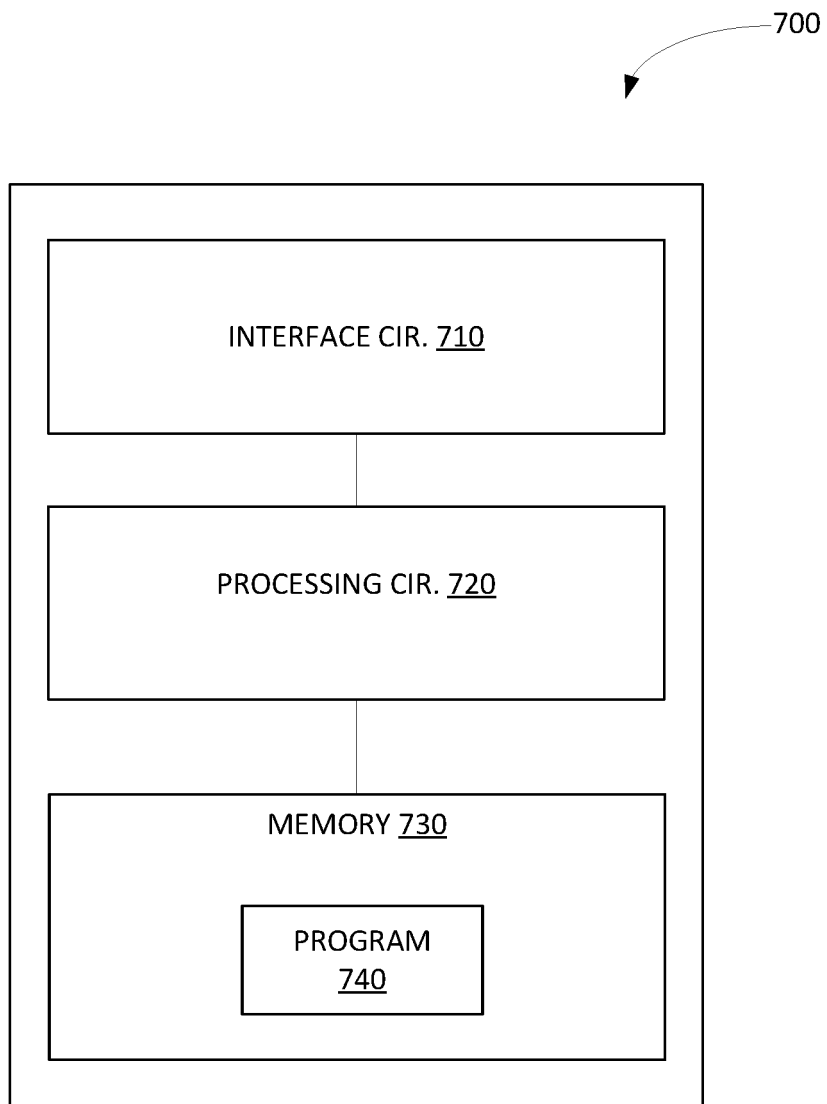 700
INTERFACE CIR. 710
PROCESSING CIR. 720
MEMORY 730
PROGRAM
740